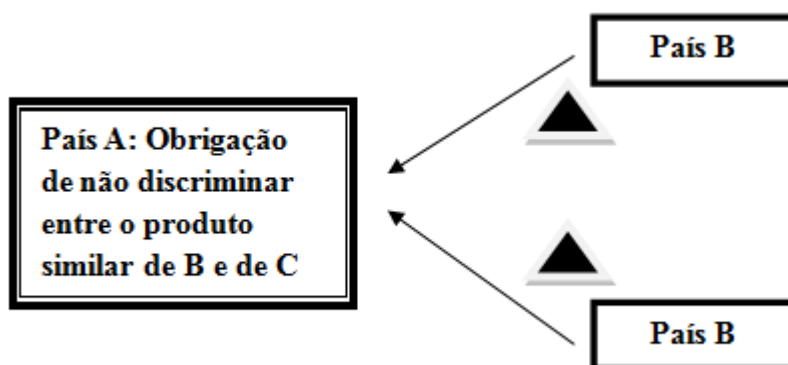 País B
País A: Obrigação
de não discriminar
entre o produto
similar de B e de C
País B